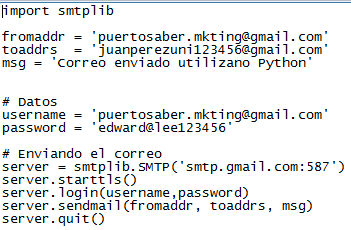 import smtplib
fromaddr = 'puertosaber.mkting@gmail.com'
toaddrs  = 'juanperezuni123456@gmail.com'
msg = 'Correo enviado utilizano Python'
# Datos
username = 'puertosaber.mkting@gmail.com'
password = 'edward@lee123456'
# Enviando el correo
server = smtplib.SMTP('smtp.gmail.com:587')
server.starttls()
server.login(username,password)
server.sendmail(fromaddr, toaddrs, msg)
server.quit()